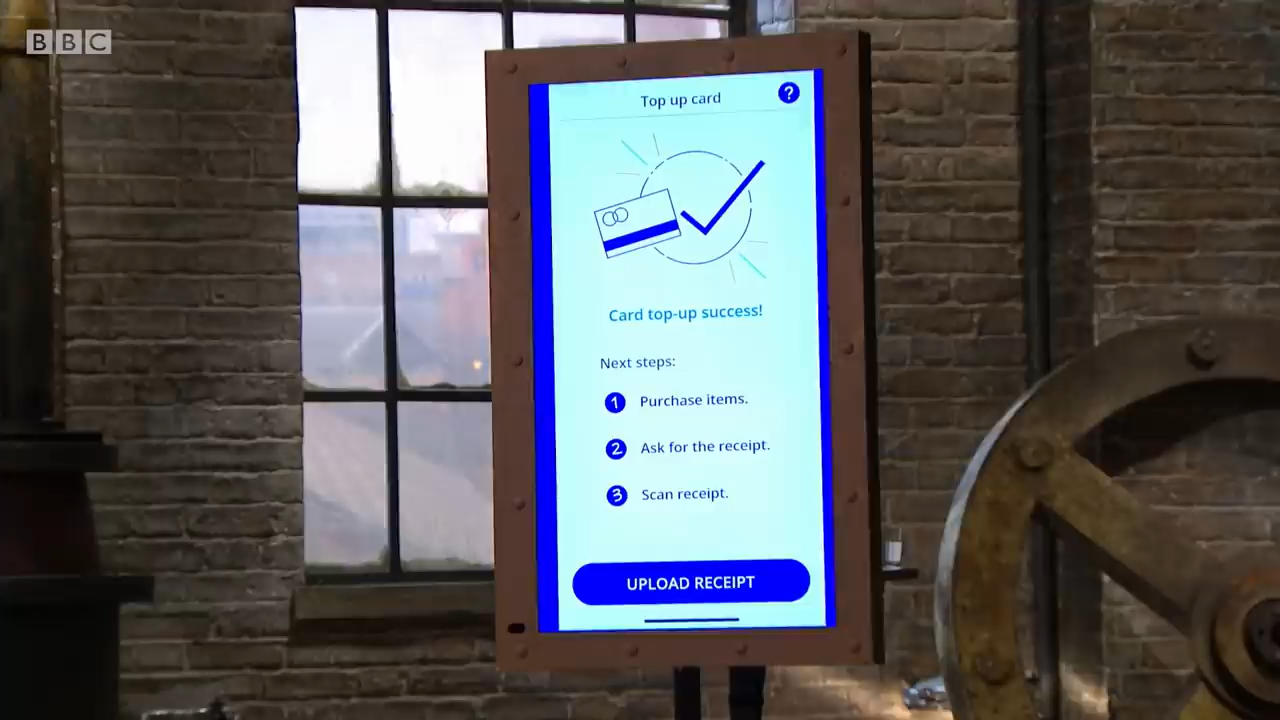 BBC
Top up card
?
Card top-up success!
Next steps:
1 Purchase items.
2 Ask for the receipt.
3 Scan receipt.
UPLOAD RECEIPT